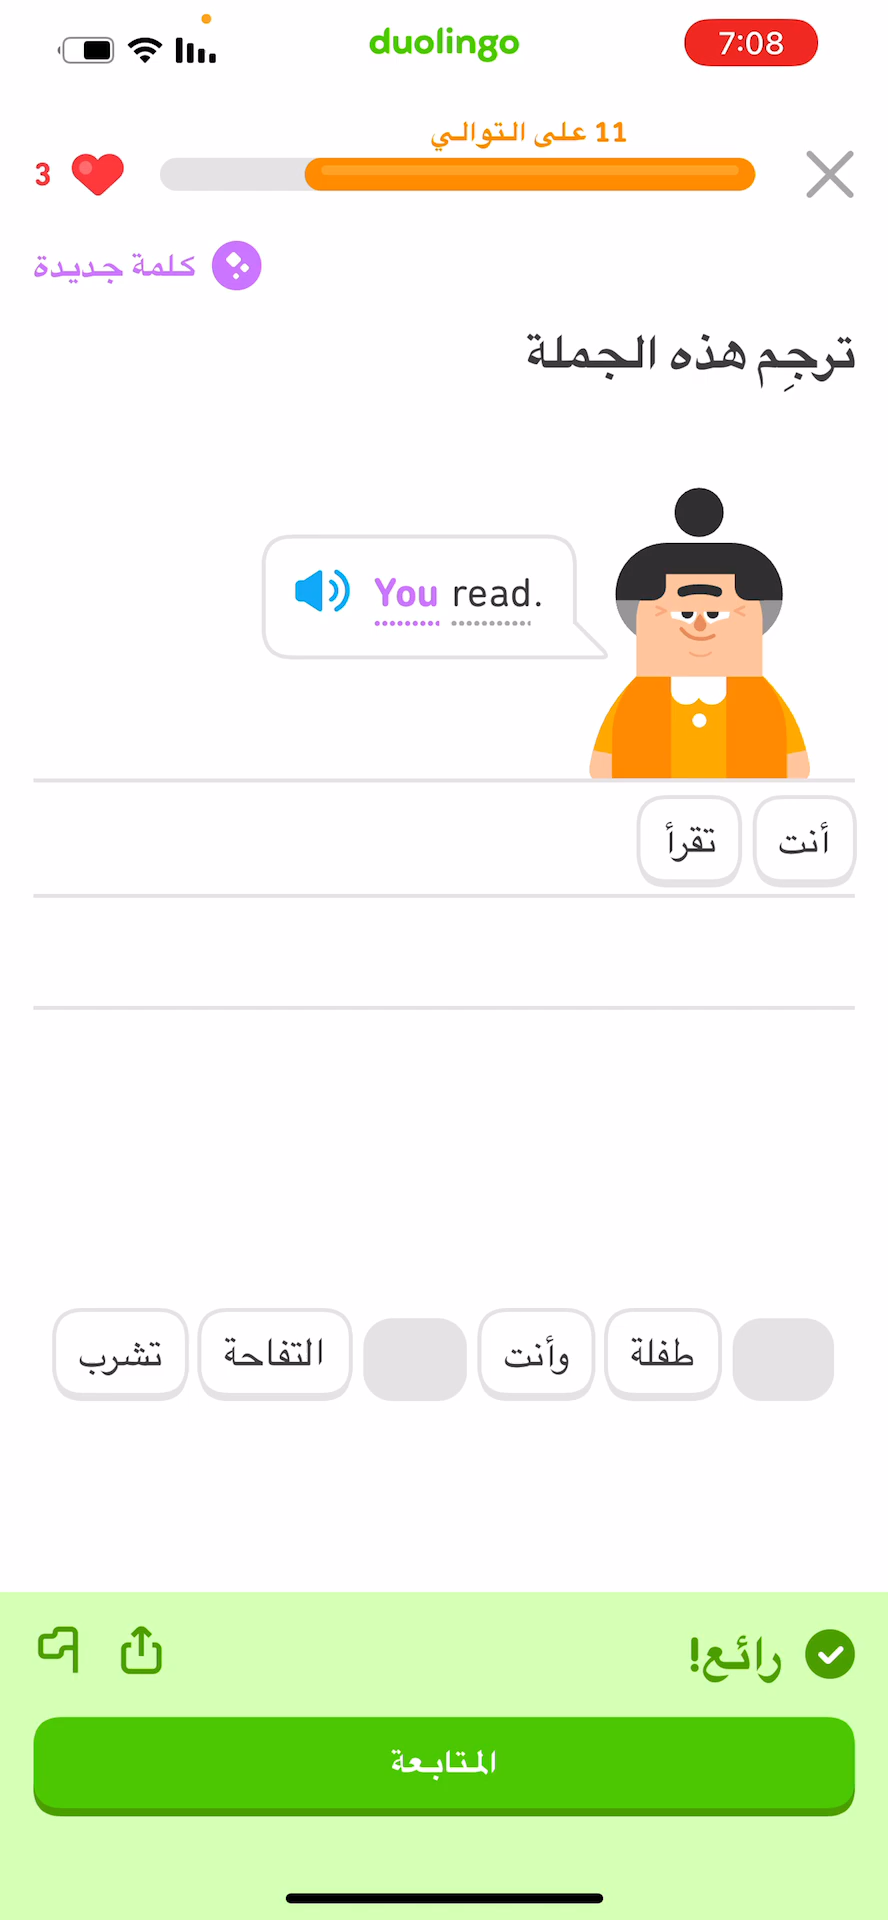 duolingo
7:08
11 على التوالي
3
كلمة جديدة
ترجِم هذه الجملة
You read.
أنت تقرأ
طفلة وأنت التفاحة تشرب
رائع!
المتابعة